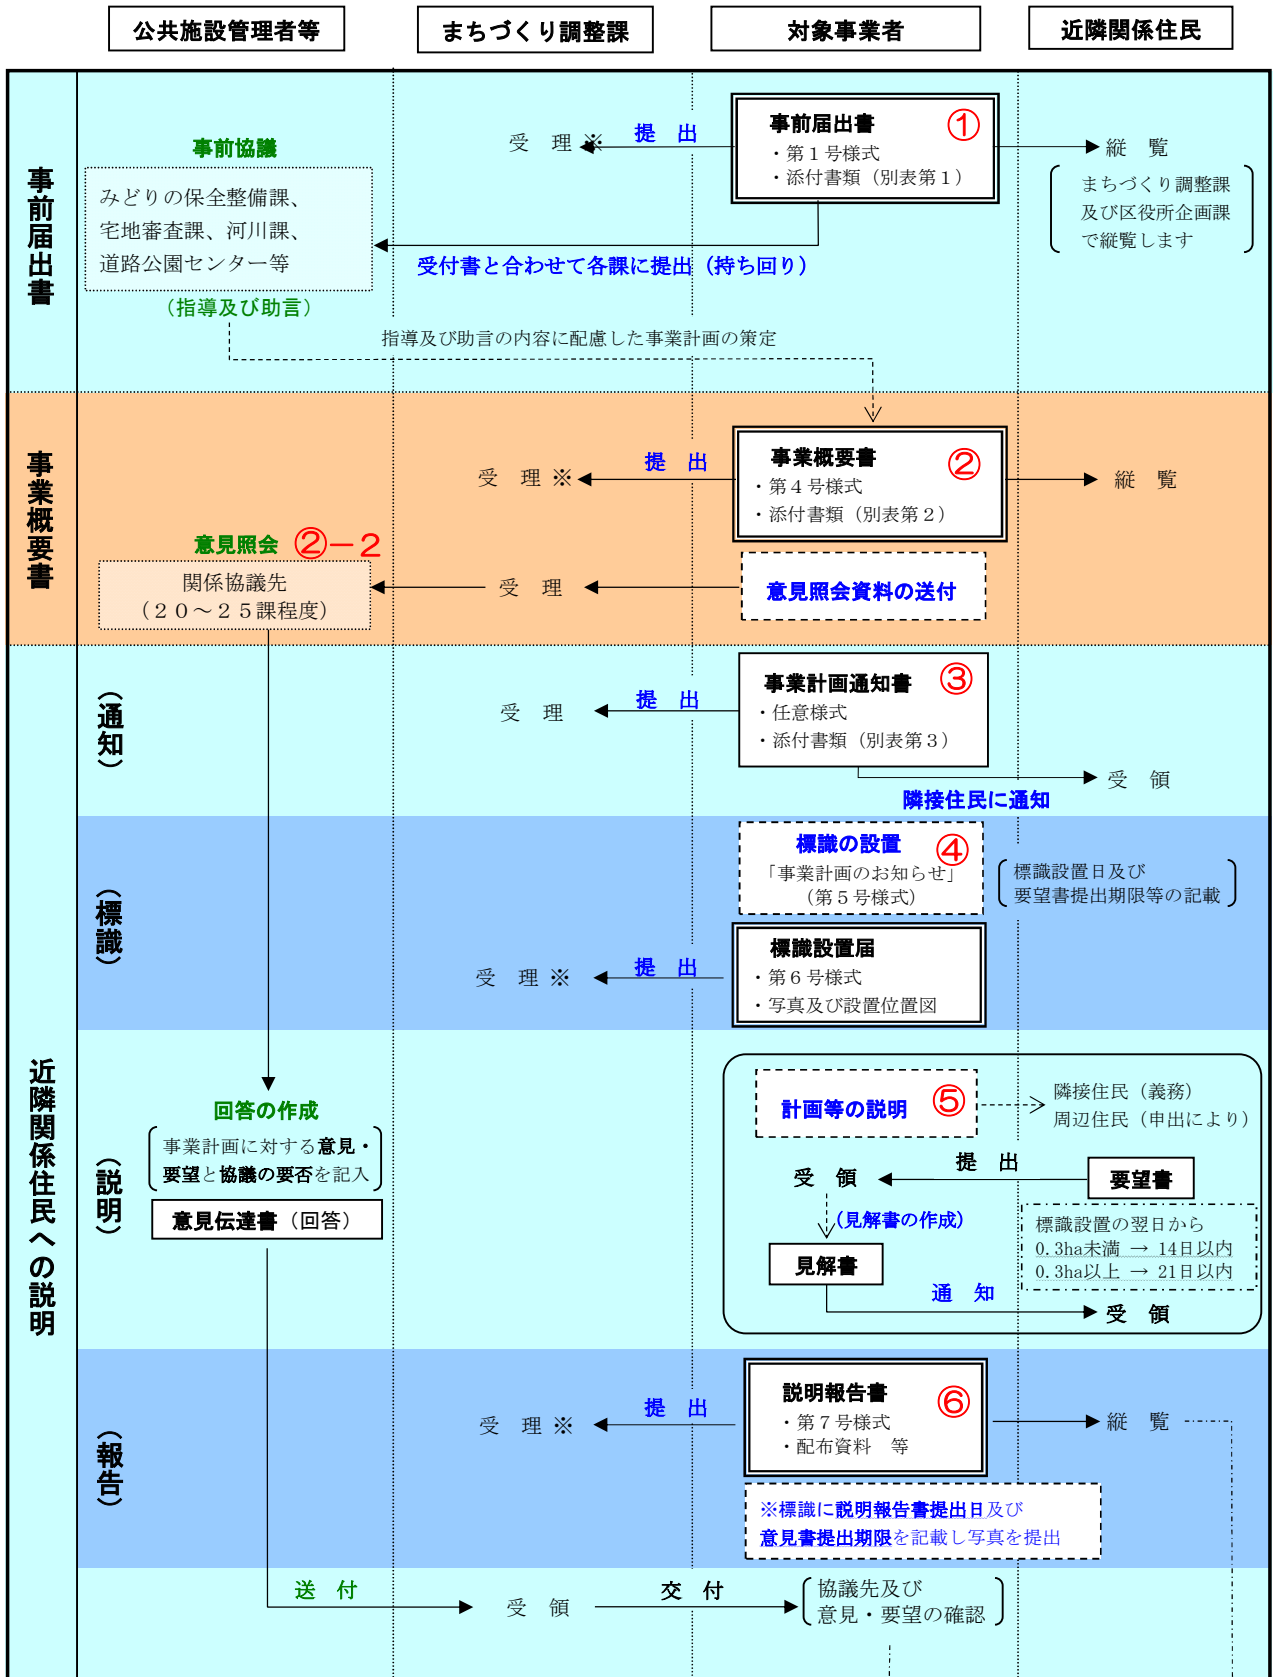 公共施設管理者等
まちづくり調整課
対象事業者
近隣関係住民
事前届出書
事前協議
みどりの保全整備課、
宅地審査課、河川課、
道路公園センター等
(指導及び助言)
受 理※
提 出
事前届出書 ①
・第1号様式
・添付書類(別表第1)
縦 覧
まちづくり調整課
及び区役所企画課
で縦覧します
受付書と合わせて各課に提出(持ち回り)
指導及び助言の内容に配慮した事業計画の策定
事業概要書
受 理※
提 出
事業概要書 ②
・第4号様式
・添付書類(別表第2)
縦 覧
意見照会 ②-2
関係協議先
(20~25課程度)
受 理
意見照会資料の送付
近隣関係住民への説明
(通知)
受 理
提 出
事業計画通知書 ③
・任意様式
・添付書類(別表第3)
受 領
隣接住民に通知
(標識)
標識の設置 ④
「事業計画のお知らせ」
(第5号様式)
標識設置日及び
要望書提出期限等の記載
受 理※
提 出
標識設置届
・第6号様式
・写真及び設置位置図
(説明)
回答の作成
事業計画に対する意見・
要望と協議の要否を記入
意見伝達書(回答)
計画等の説明 ⑤
隣接住民(義務)
周辺住民(申出により)
受 領
提 出
要望書
(見解書の作成)
標識設置の翌日から
0.3ha未満 → 14日以内
0.3ha以上 → 21日以内
見解書
通 知
受 領
(報告)
受 理※
提 出
説明報告書 ⑥
・第7号様式
・配布資料 等
縦 覧
※標識に説明報告書提出日及び
意見書提出期限を記載し写真を提出
送 付
受 領
交 付
協議先及び
意見・要望の確認